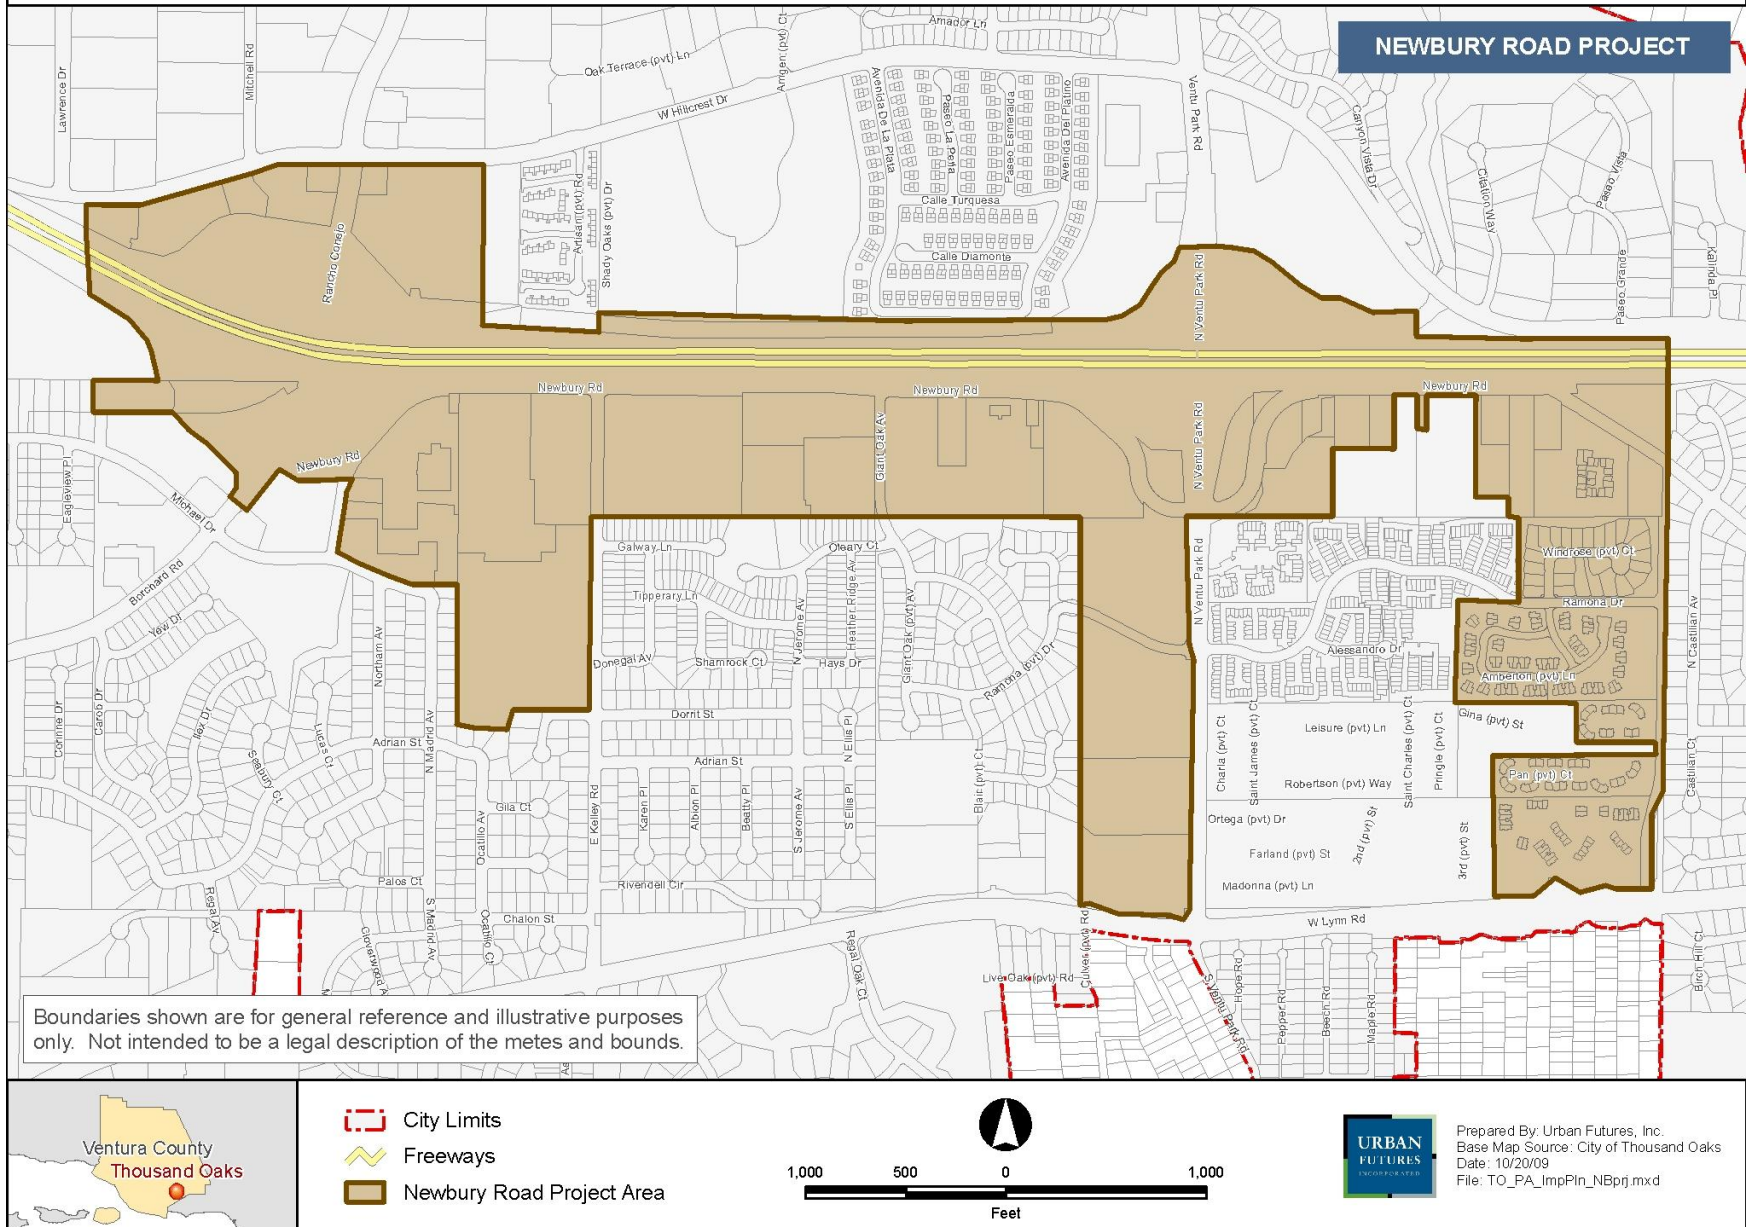 NEWBURY ROAD PROJECT
Amador Ln
Oak Terrace (pvt) Ln
Amgen (pvt) Ct
Lawrence Dr
Mitchell Rd
W Hillcrest Dr
Avenida De La Plata
Paseo La Perla
Paseo Esmeralda
Avenida Del Platino
Ventu Park Rd
Canyon Vista Dr
Citation Way
Paseo Vista
Paseo Grande
Kalinda Pl
Calle Turquesa
Calle Diamonte
Artisan (pvt) Rd
Shady Oaks (pvt) Dr
Rancho Conejo
N Ventu Park Rd
Newbury Rd
Newbury Rd
Newbury Rd
Newbury Rd
Giant Oak Av
N Ventu Park Rd
N Ventu Park Rd
Eagleview Pl
Michael Dr
Borchard Rd
Yew Dr
Galway Ln
Oleary Ct
Tipperary Ln
Heather Ridge Av
N Jerome Av
Giant Oak (pvt) Av
Donegal Av
Shamrock Ct
Hays Dr
Ramona (pvt) Dr
Windrose (pvt) Ct
Ramona Dr
Alessandro Dr
Amberton (pvt) Ln
N Castilian Av
Northam Av
Corrine Dr
Carob Dr
Ilex Dr
Lucas Ct
Seabury Ct
Adrian St
N Madrid Av
Dorrit St
Adrian St
N Ellis Pl
Charla (pvt) Ct
Saint James (pvt) Ct
Leisure (pvt) Ln
Saint Charles (pvt) Ct
Pringle (pvt) Ct
Gina (pvt) St
Robertson (pvt) Way
Pan (pvt) Ct
Castilian Ct
Gila Ct
Ocatillo Av
E Kelley Rd
Karen Pl
Albion Pl
Beatty Pl
S Jerome Av
S Ellis Pl
Blair (pvt) Ct
Ortega (pvt) Dr
Farland (pvt) St
2nd (pvt) St
3rd (pvt) St
Madonna (pvt) Ln
Palos Ct
Rivendell Cir
Regal Av
S Madrid Av
Ocatillo Ct
Chalon St
W Lynn Rd
Regal Oak Ct
Live Oak (pvt) Rd
Culver (pvt) Rd
S Ventu Park Rd
Hope Rd
Pepper Rd
Beech Rd
Maple Rd
Birch Hill Ct
Boundaries shown are for general reference and illustrative purposes
only. Not intended to be a legal description of the metes and bounds.
Ventura County
Thousand Oaks
City Limits
Freeways
Newbury Road Project Area
1,000 500 0 1,000
Feet
URBAN
FUTURES
INCORPORATED
Prepared By: Urban Futures, Inc.
Base Map Source: City of Thousand Oaks
Date: 10/20/09
File: TO_PA_ImpPln_NBprj.mxd